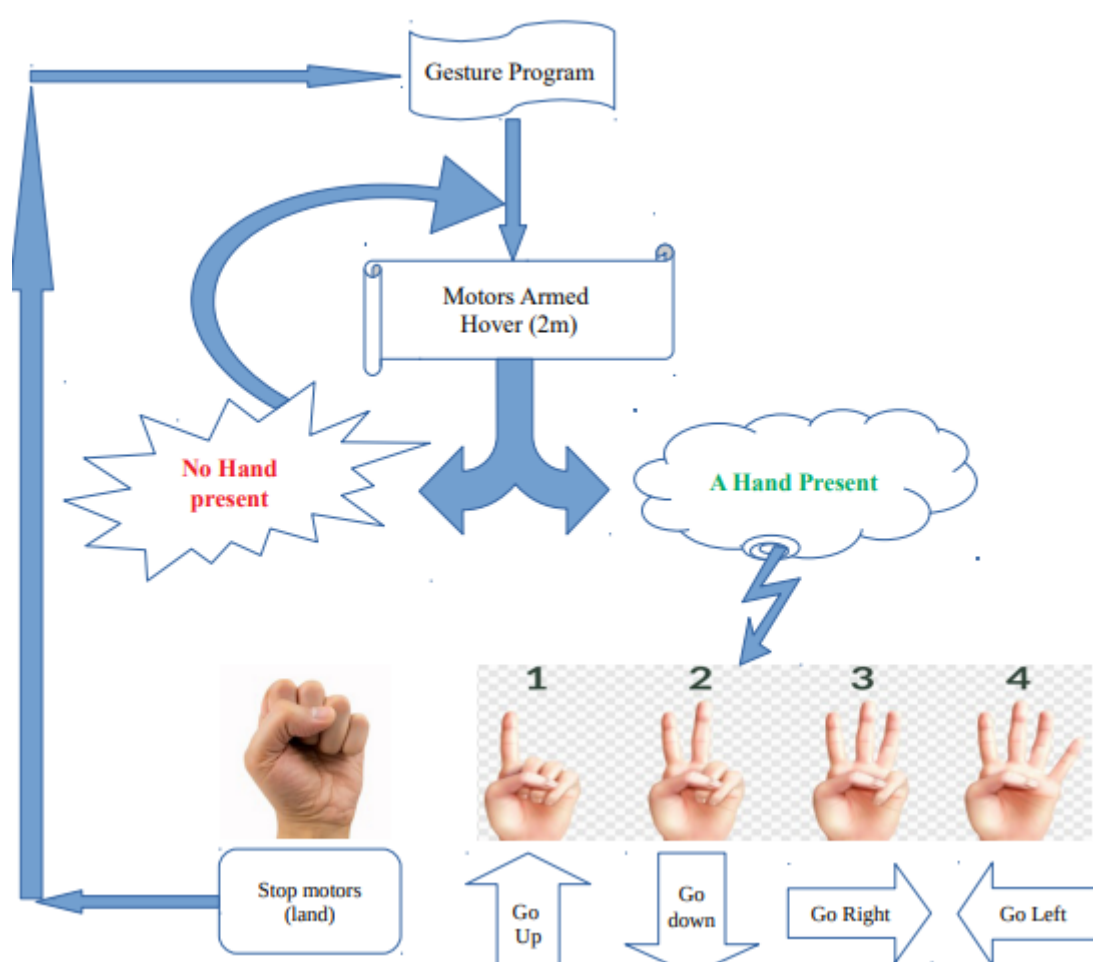 Gesture Program
Motors Armed
Hover (2m)
No Hand
present
A Hand Present
1 2 3 4
Stop motors
(land)
Go
Up
Go
down
Go Right
Go Left